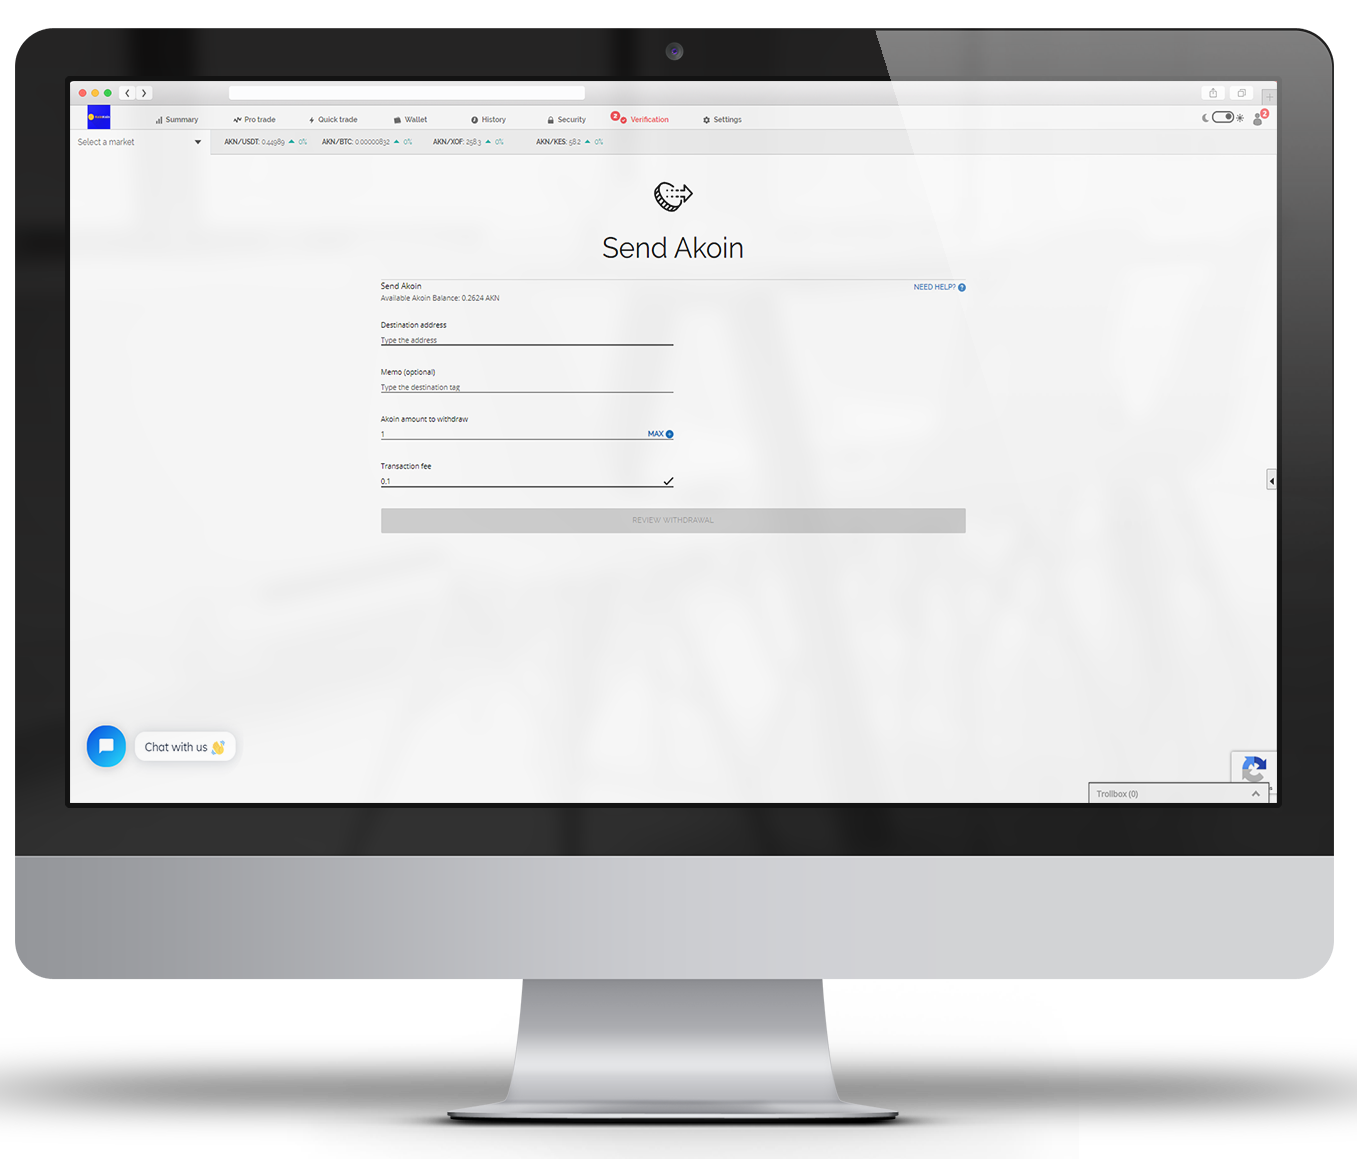 Summary Pro trade Quick trade Wallet History Security 3 Verification Settings 2
Select a market AKN/USDT: 0.44989 0% AKN/BTC: 0.00000832 0% AKN/XOF: 258.3 0% AKN/KES: 58.2 0%
Send Akoin
Send Akoin NEED HELP? ?
Available Akoin Balance: 0.2624 AKN
Destination address
Type the address
Memo (optional)
Type the destination tag
Akoin amount to withdraw
1 MAX
Transaction fee
0.1
REVIEW WITHDRAWAL
Chat with us
Trollbox (0)